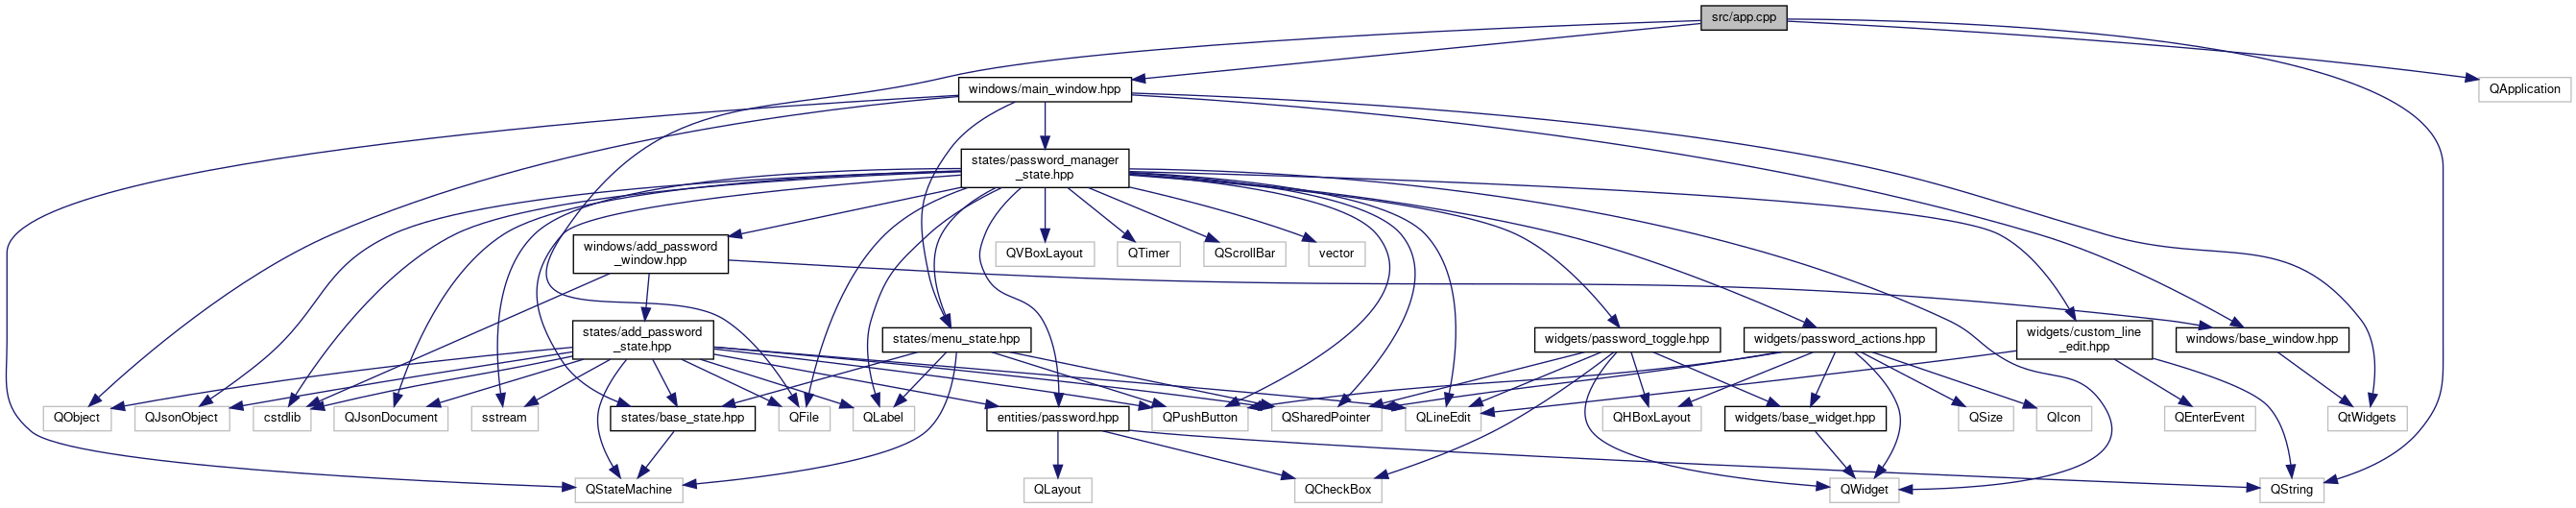 src/app.cpp
windows/main_window.hpp
QApplication
states/password_manager
_state.hpp
windows/add_password
_window.hpp
QVBoxLayout
QTimer
QScrollBar
vector
states/add_password
_state.hpp
states/menu_state.hpp
widgets/password_toggle.hpp
widgets/password_actions.hpp
widgets/custom_line
_edit.hpp
windows/base_window.hpp
QObject
QJsonObject
cstdlib
QJsonDocument
sstream
states/base_state.hpp
QFile
QLabel
entities/password.hpp
QPushButton
QSharedPointer
QLineEdit
QHBoxLayout
widgets/base_widget.hpp
QSize
QIcon
QEnterEvent
QtWidgets
QStateMachine
QLayout
QCheckBox
QWidget
QString